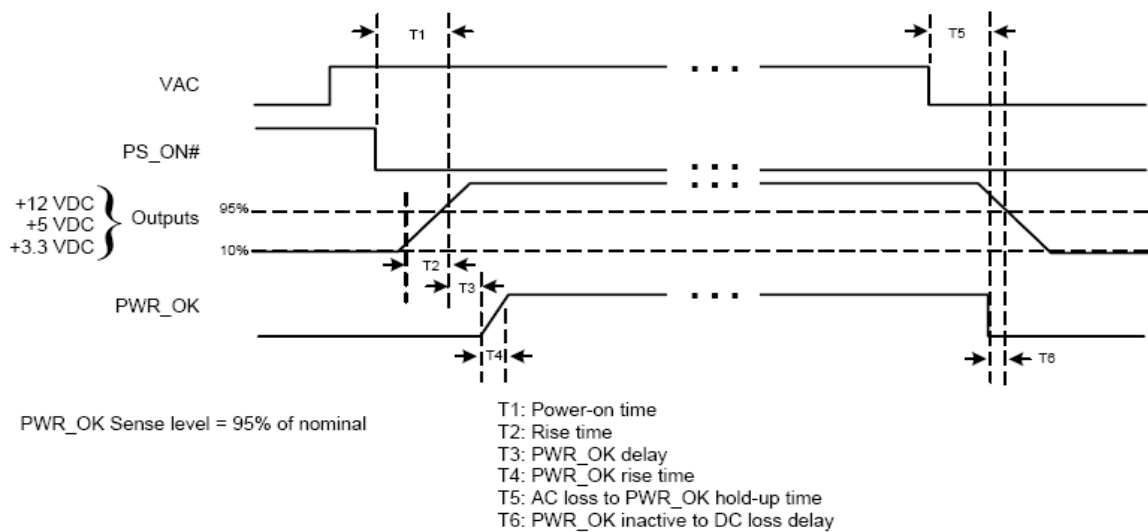 T1
T5
VAC
PS_ON#
+12 VDC
+5 VDC
+3.3 VDC
Outputs
95%
10%
T2
T3
PWR_OK
T4
T6
PWR_OK Sense level = 95% of nominal
T1: Power-on time
T2: Rise time
T3: PWR_OK delay
T4: PWR_OK rise time
T5: AC loss to PWR_OK hold-up time
T6: PWR_OK inactive to DC loss delay